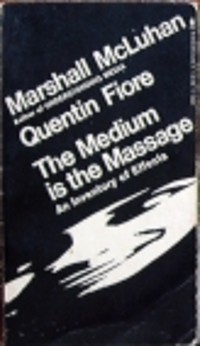 Marshall McLuhan
Author of UNDERSTANDING MEDIA
Quentin Fiore
The Medium
is the Massage
An Inventory of Effects